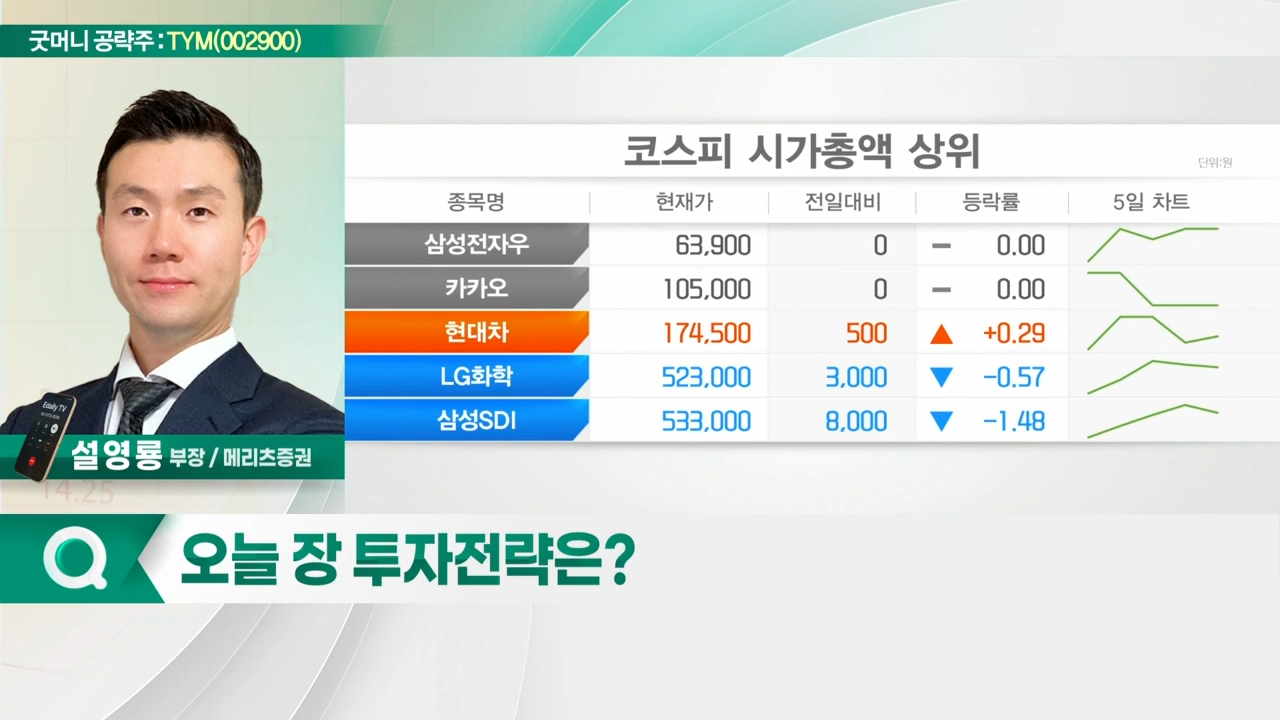 굿머니 공략주 : TYM(002900)
코스피 시가총액 상위
단위:원
종목명 현재가 전일대비 등락률 5일 차트
삼성전자우 63,900 0 − 0.00
카카오 105,000 0 − 0.00
현대차 174,500 500 ▲ +0.29
LG화학 523,000 3,000 ▼ −0.57
삼성SDI 533,000 8,000 ▼ −1.48
Edaily TV
설영룡 부장 / 메리츠증권
14.25
Q 오늘 장 투자전략은?